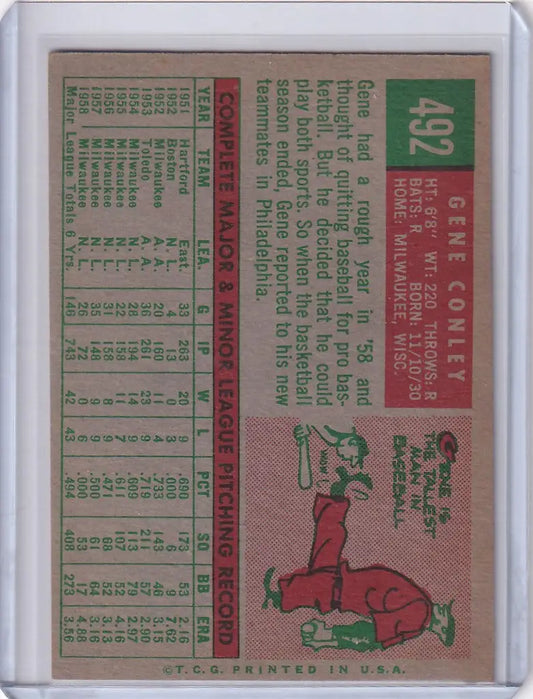 492
GENE CONLEY
HT: 6'8" WT: 220 THROWS: R
BATS: R BORN: 11/10/30
HOME: MILWAUKEE, WISC.
Gene had a rough year in '58 and
thought of quitting baseball for pro bas-
ketball. But he decided that he could
play both sports. So when the basketball
season ended, Gene reported to his new
teammates in Philadelphia.
GENE IS
THE TALLEST
MAN IN
BASEBALL
COMPLETE MAJOR & MINOR LEAGUE PITCHING RECORD
YEAR TEAM LEA. G IP W L PCT SO BB ERA
1951 Hartford East. 33 263 20 9 .690 173 53 2.16
1952 Boston N. L. 4 13 0 3 .000 6 9 7.62
1952 Milwaukee A. A. 20 160 11 4 .733 143 46 3.15
1953 Toledo A. A. 36 261 23 9 .719 211 57 2.90
1954 Milwaukee N. L. 28 194 14 9 .609 113 79 2.97
1955 Milwaukee N. L. 22 158 11 7 .611 107 52 4.16
1956 Milwaukee N. L. 31 158 8 9 .471 68 52 3.13
1957 Milwaukee N. L. 35 148 9 9 .500 61 64 3.16
1958 Milwaukee N. L. 26 72 0 6 .000 53 17 4.88
Major League Totals 6 Yrs. 146 743 42 43 .494 408 273 3.56
©T.C.G. PRINTED IN U.S.A.